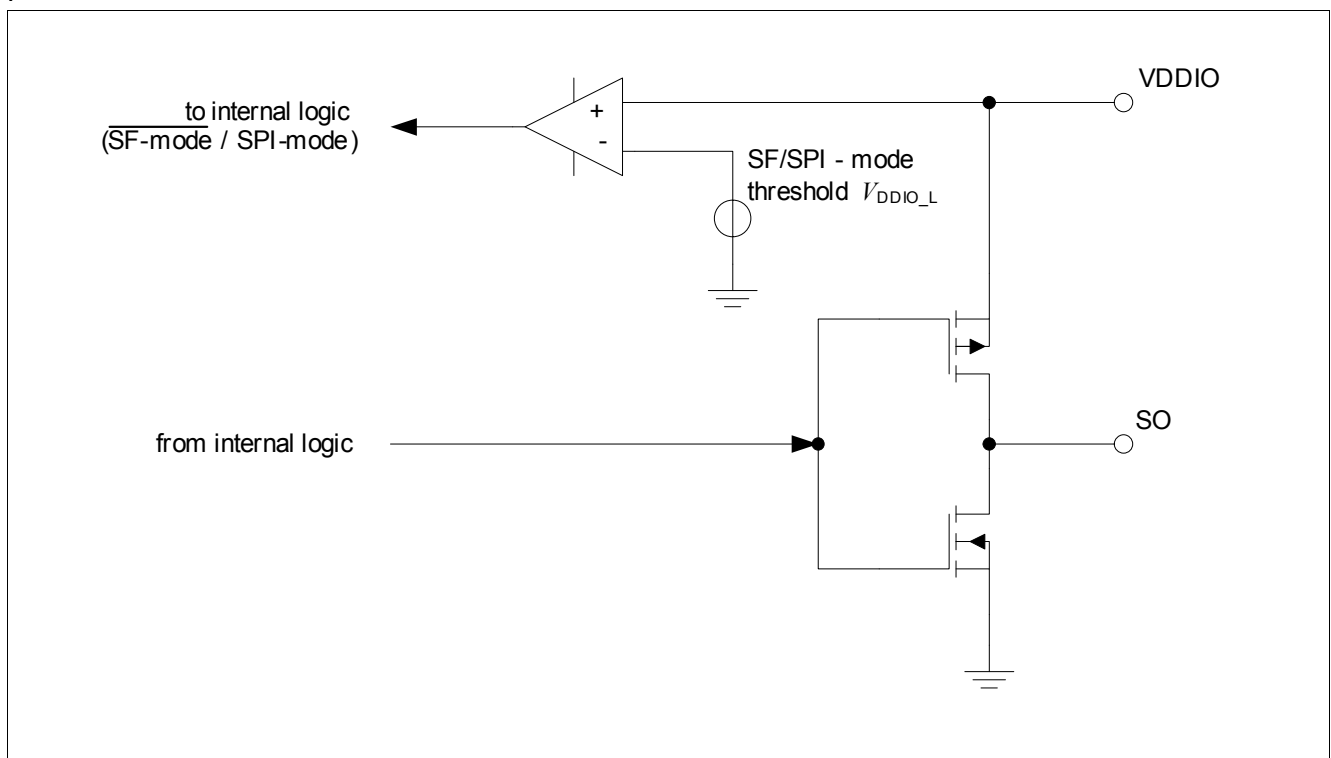 VDDIO
to internal logic
(SF-mode / SPI-mode)
+
-
SF/SPI - mode
threshold VDDIO_L
SO
from internal logic